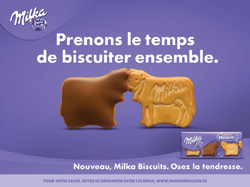 Milka
Prenons le temps
de biscuiter ensemble.
Milka
Nouveau, Milka Biscuits. Osez la tendresse.
POUR VOTRE SANTÉ, ÉVITEZ DE GRIGNOTER ENTRE LES REPAS. WWW.MANGERBOUGER.FR